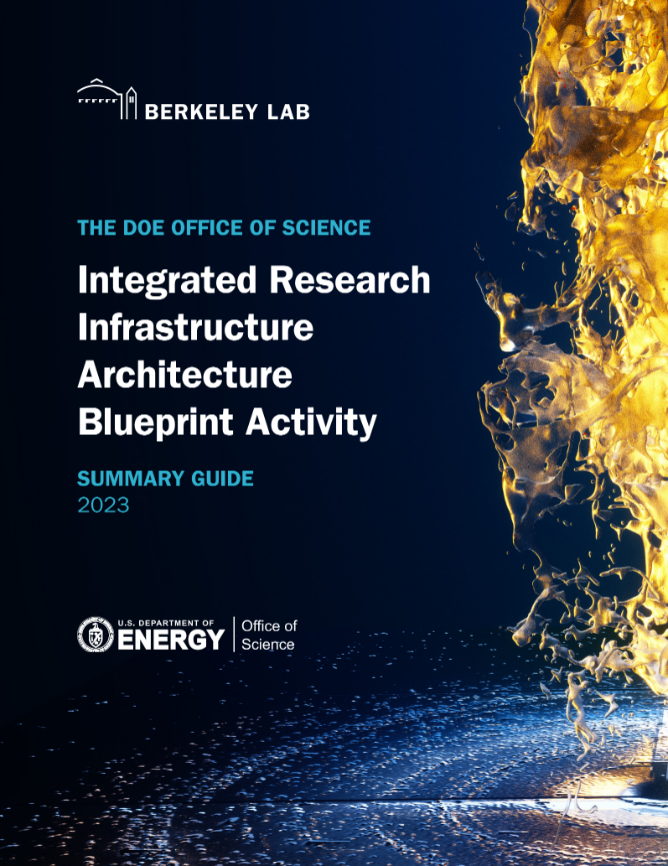 BERKELEY LAB
THE DOE OFFICE OF SCIENCE
Integrated Research
Infrastructure
Architecture
Blueprint Activity
SUMMARY GUIDE
2023
U.S. DEPARTMENT OF
ENERGY
Office of
Science